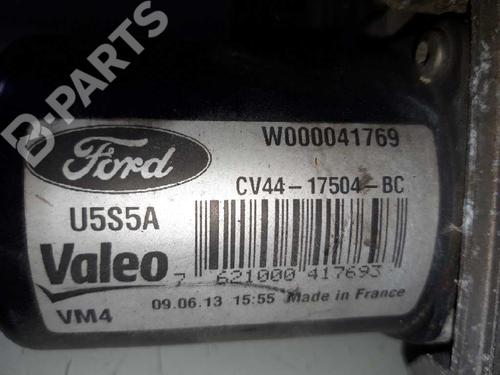 B-PARTS
Ford
W000041769
CV44-17504-BC
U5S5A
Valeo
7 621000 417693
09.06.13 15:55 Made in France
VM4